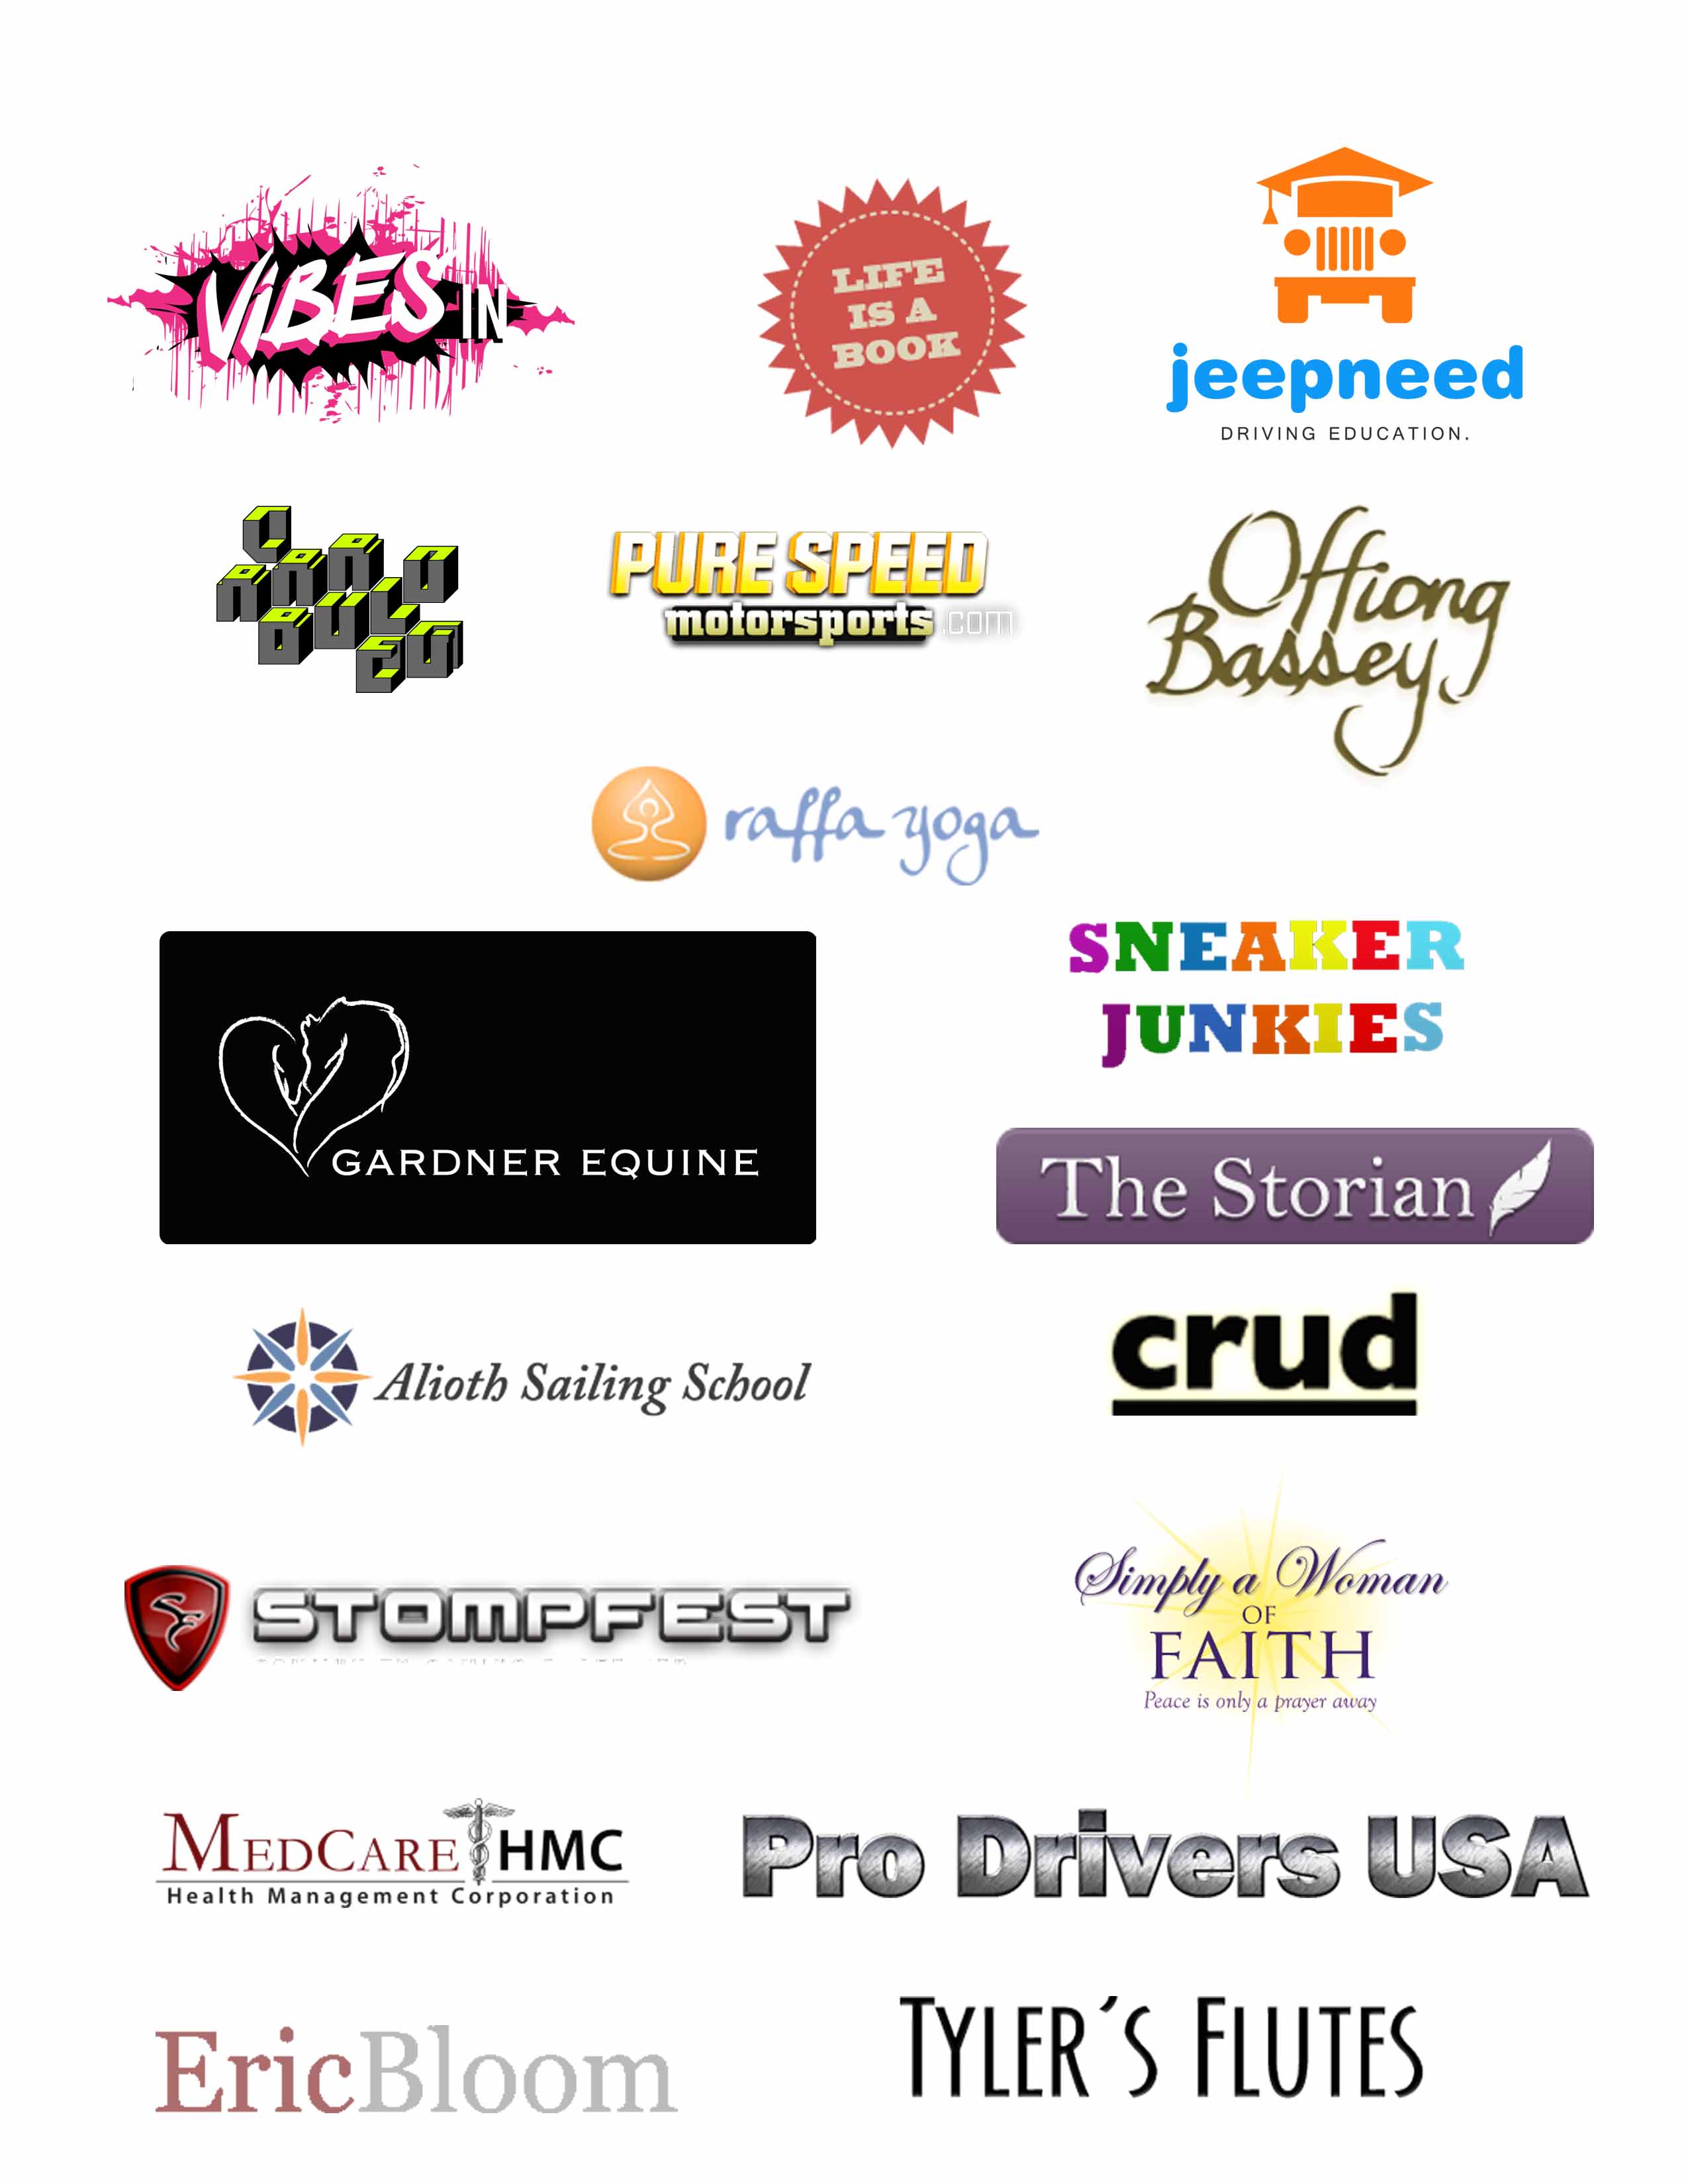 ViBES IN
LIFE
IS A
BOOK
jeepneed
DRIVING EDUCATION.
PURE SPEED
motorsports.com
Offiong
Bassey
raffa yoga
SNEAKER
JUNKIES
GARDNER EQUINE
The Storian
Alioth Sailing School
crud
STOMPFEST
Simply a Woman
OF
FAITH
Peace is only a prayer away
MEDCARE HMC
Health Management Corporation
Pro Drivers USA
EricBloom
TYLER'S FLUTES